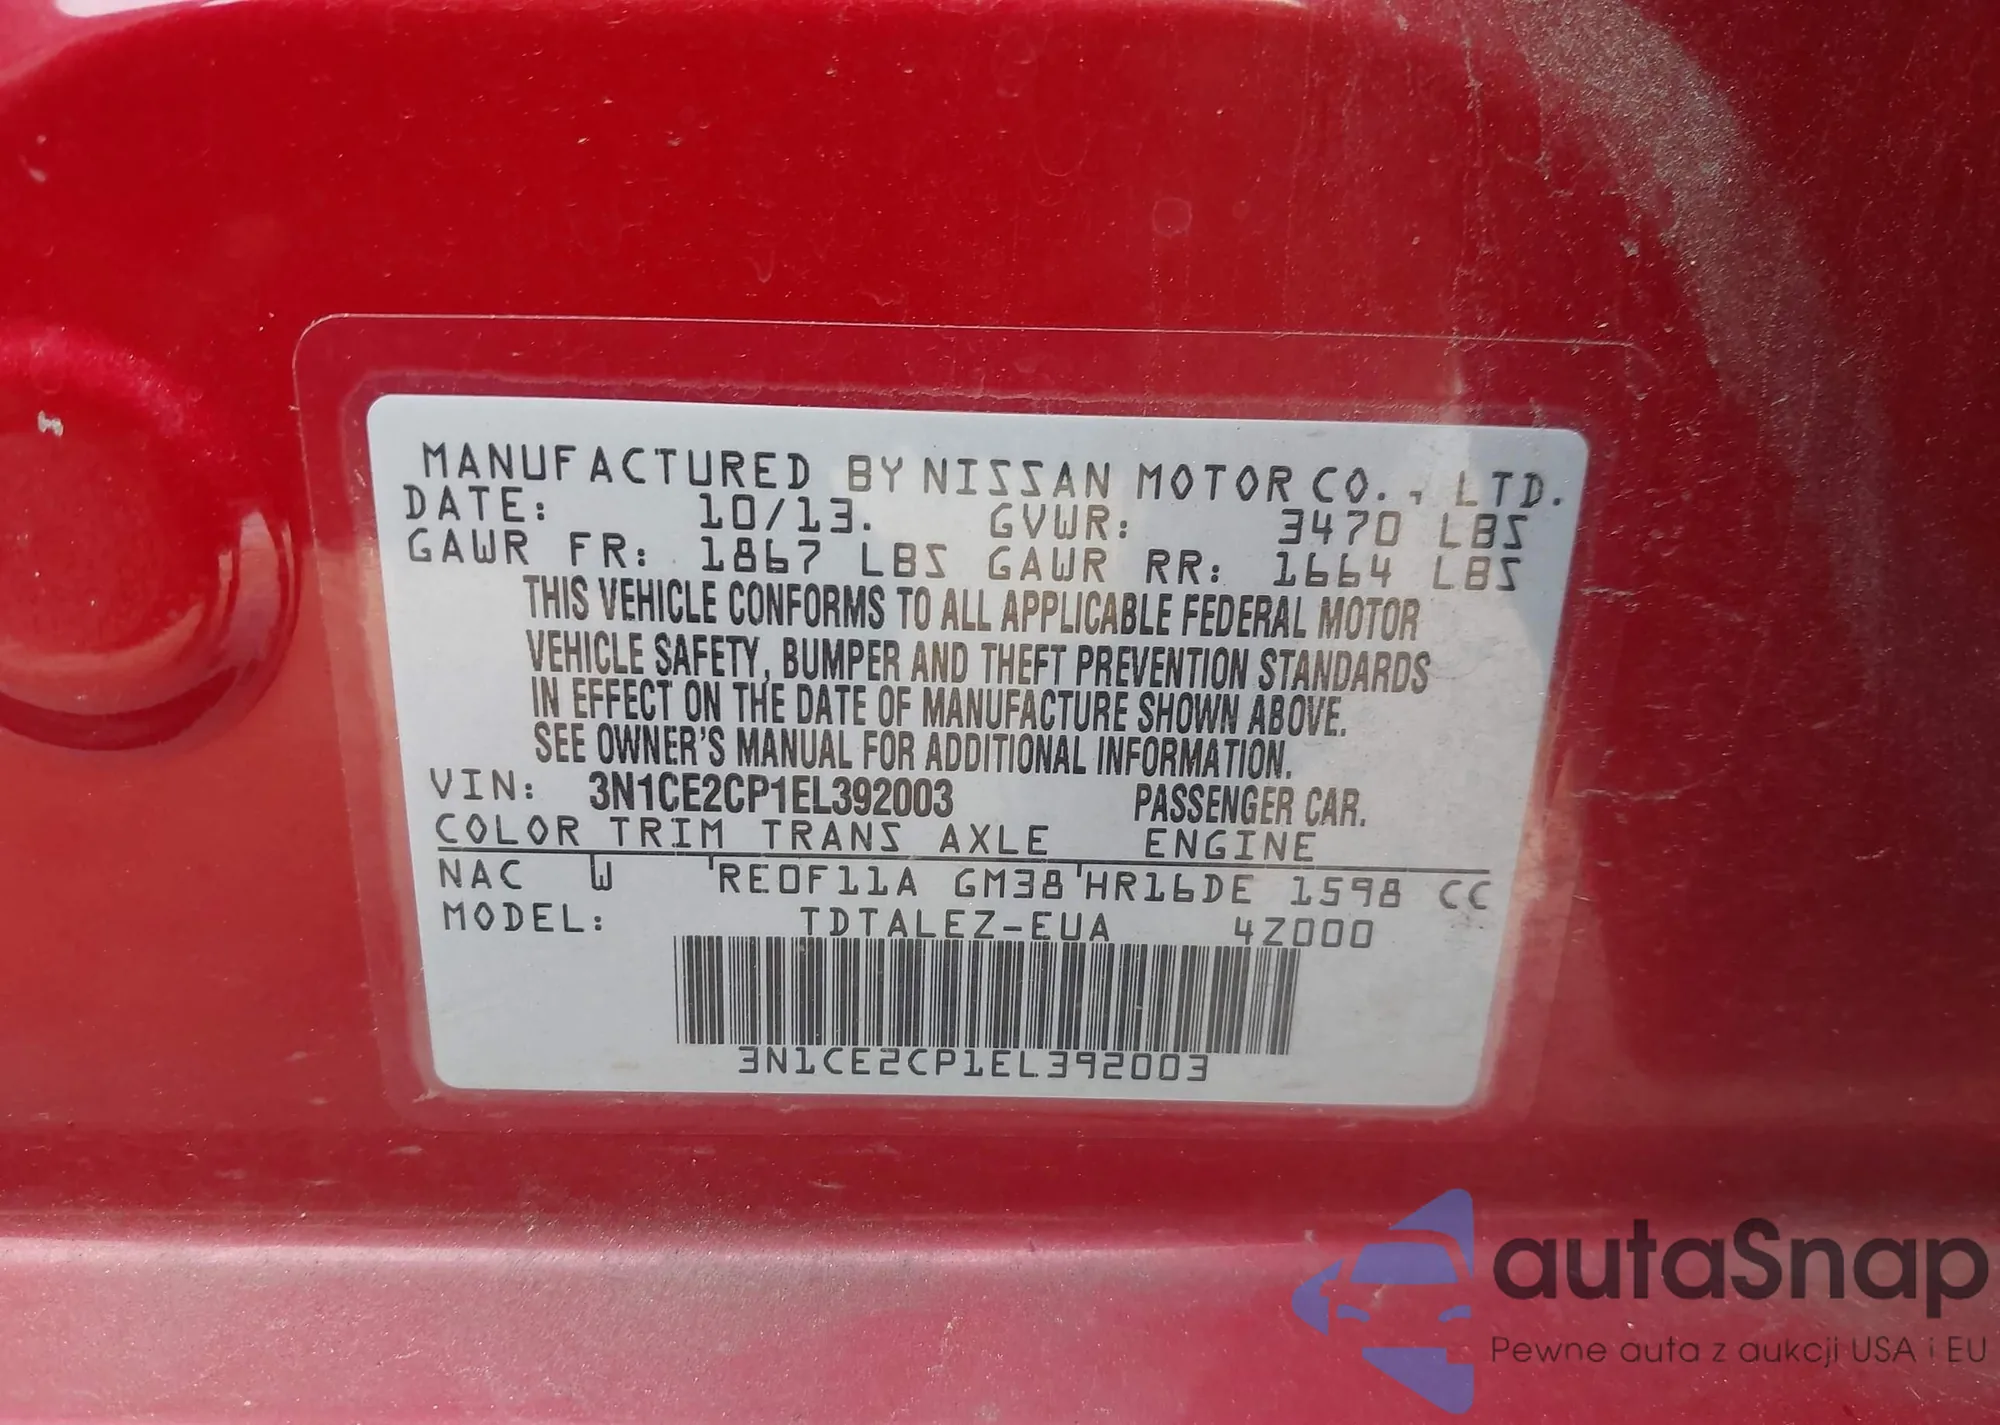 MANUFACTURED BY NISSAN MOTOR CO., LTD.
DATE: 10/13. GVWR: 3470 LBS
GAWR FR: 1867 LBS GAWR RR: 1664 LBS
THIS VEHICLE CONFORMS TO ALL APPLICABLE FEDERAL MOTOR
VEHICLE SAFETY, BUMPER AND THEFT PREVENTION STANDARDS
IN EFFECT ON THE DATE OF MANUFACTURE SHOWN ABOVE.
SEE OWNER'S MANUAL FOR ADDITIONAL INFORMATION.
VIN: 3N1CE2CP1EL392003 PASSENGER CAR.
COLOR TRIM TRANS AXLE ENGINE
NAC W 'RE0F11A GM38'HR16DE 1598 CC
MODEL: TDTALEZ-EUA 4Z000
3N1CE2CP1EL392003
autaSnap
Pewne auta z aukcji USA i EU